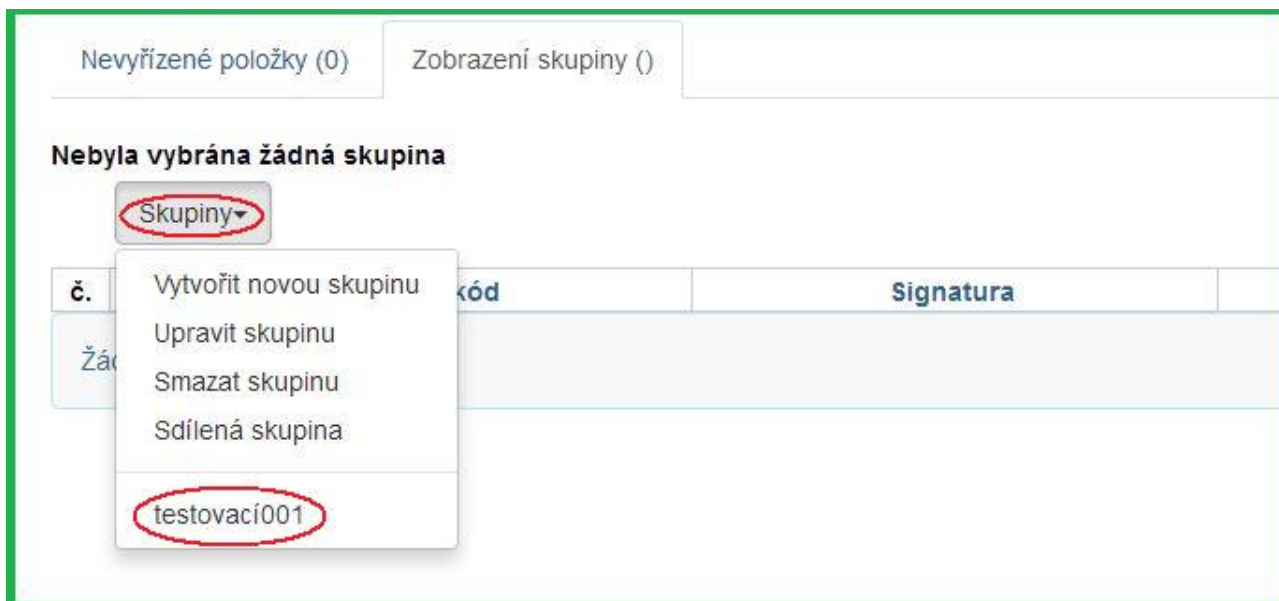 Nevyřízené položky (0) Zobrazení skupiny ()
Nebyla vybrána žádná skupina
Skupiny
č. kód Signatura
Vytvořit novou skupinu
Upravit skupinu
Žád
Smazat skupinu
Sdílená skupina
testovací001